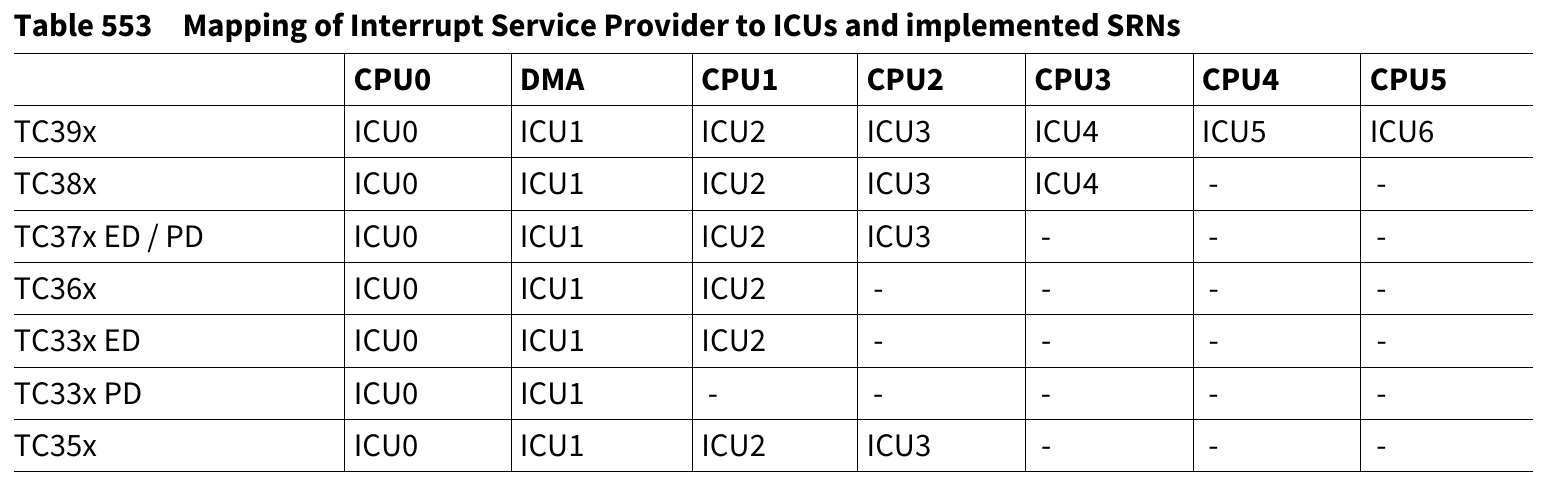 Table 553 Mapping of Interrupt Service Provider to ICUs and implemented SRNs
CPU0 DMA CPU1 CPU2 CPU3 CPU4 CPU5
TC39x ICU0 ICU1 ICU2 ICU3 ICU4 ICU5 ICU6
TC38x ICU0 ICU1 ICU2 ICU3 ICU4 - -
TC37x ED / PD ICU0 ICU1 ICU2 ICU3 - - -
TC36x ICU0 ICU1 ICU2 - - - -
TC33x ED ICU0 ICU1 ICU2 - - - -
TC33x PD ICU0 ICU1 - - - - -
TC35x ICU0 ICU1 ICU2 ICU3 - - -